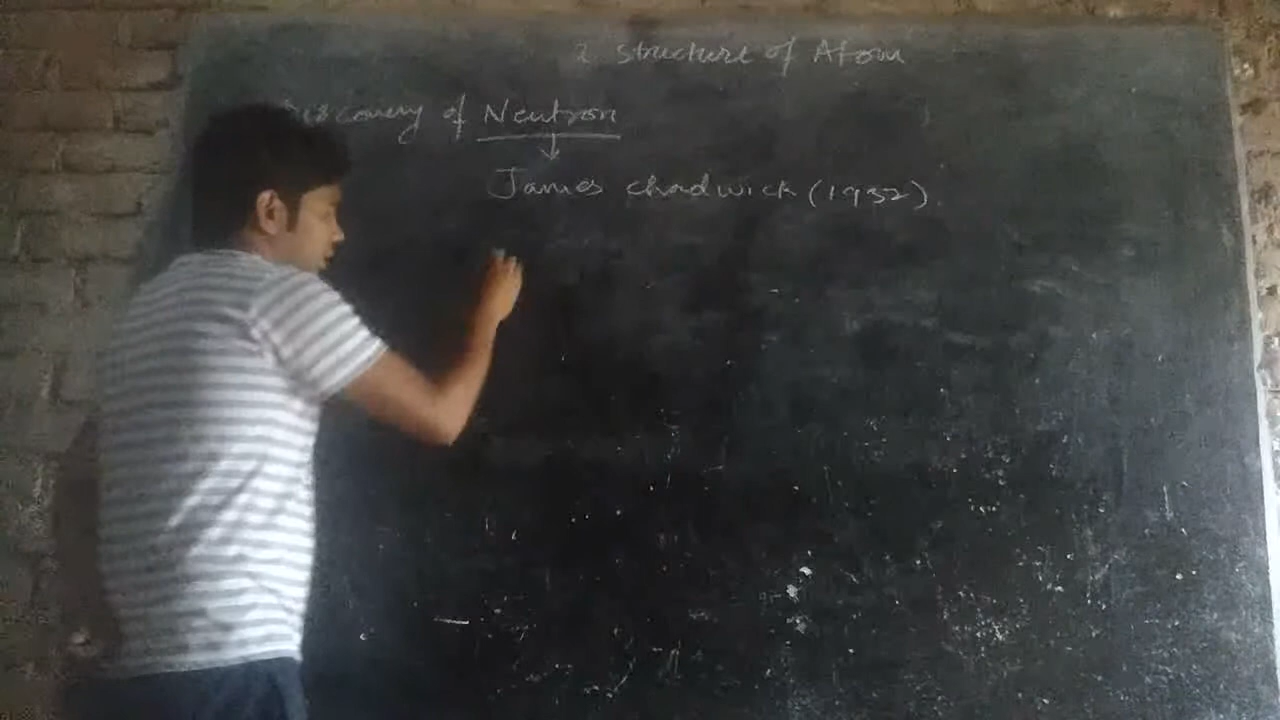 2 Structure of Atom
Discovery of Neutron
James Chadwick (1932).